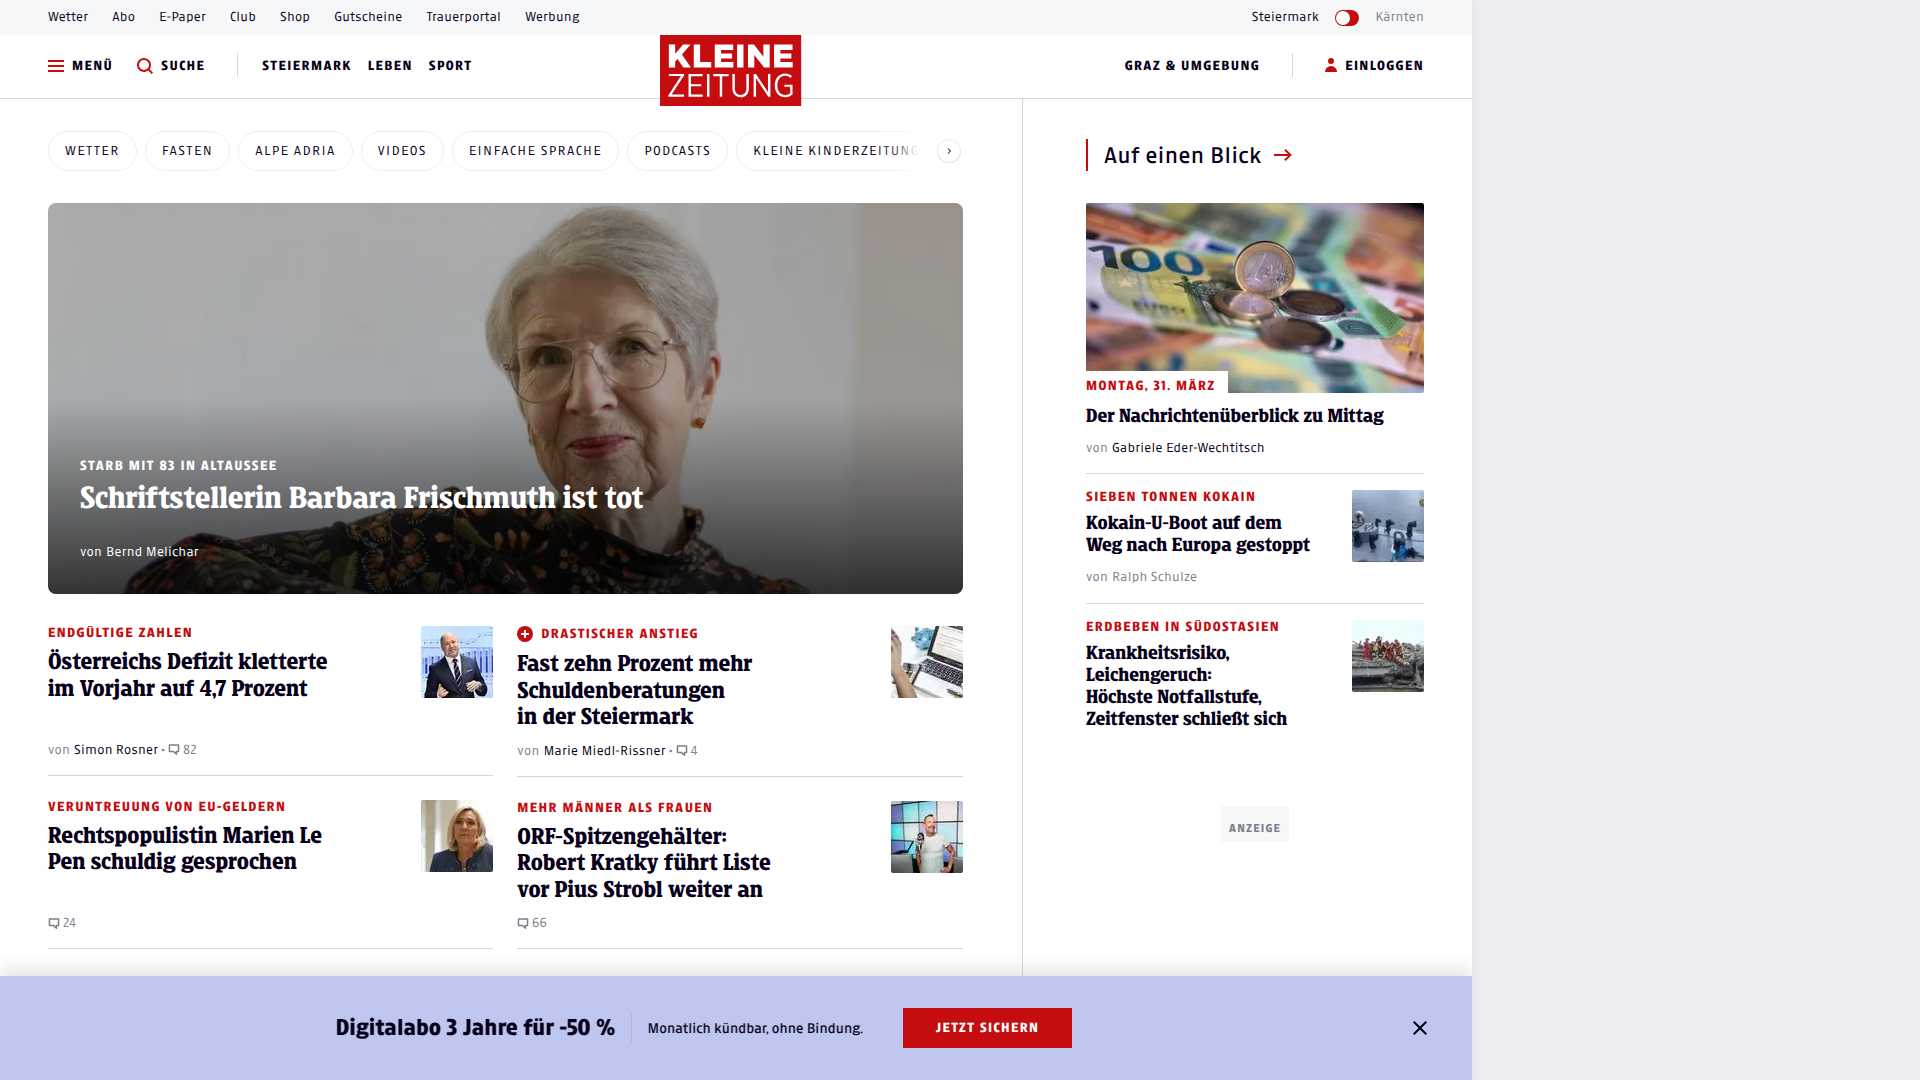 Wetter Abo E-Paper Club Shop Gutscheine Trauerportal Werbung
Steiermark Kärnten
MENÜ SUCHE STEIERMARK LEBEN SPORT
KLEINE
ZEITUNG
GRAZ & UMGEBUNG EINLOGGEN
WETTER FASTEN ALPE ADRIA VIDEOS EINFACHE SPRACHE PODCASTS KLEINE KINDERZEITUNG
STARB MIT 83 IN ALTAUSSEE
Schriftstellerin Barbara Frischmuth ist tot
von Bernd Melichar
ENDGÜLTIGE ZAHLEN
Österreichs Defizit kletterte
im Vorjahr auf 4,7 Prozent
von Simon Rosner • 82
DRASTISCHER ANSTIEG
Fast zehn Prozent mehr
Schuldenberatungen
in der Steiermark
von Marie Miedl-Rissner • 4
VERUNTREUUNG VON EU-GELDERN
Rechtspopulistin Marien Le
Pen schuldig gesprochen
24
MEHR MÄNNER ALS FRAUEN
ORF-Spitzengehälter:
Robert Kratky führt Liste
vor Pius Strobl weiter an
66
Auf einen Blick →
100
MONTAG, 31. MÄRZ
Der Nachrichtenüberblick zu Mittag
von Gabriele Eder-Wechtitsch
SIEBEN TONNEN KOKAIN
Kokain-U-Boot auf dem
Weg nach Europa gestoppt
von Ralph Schulze
ERDBEBEN IN SÜDOSTASIEN
Krankheitsrisiko,
Leichengeruch:
Höchste Notfallstufe,
Zeitfenster schließt sich
ANZEIGE
Digitalabo 3 Jahre für -50 %
Monatlich kündbar, ohne Bindung.
JETZT SICHERN